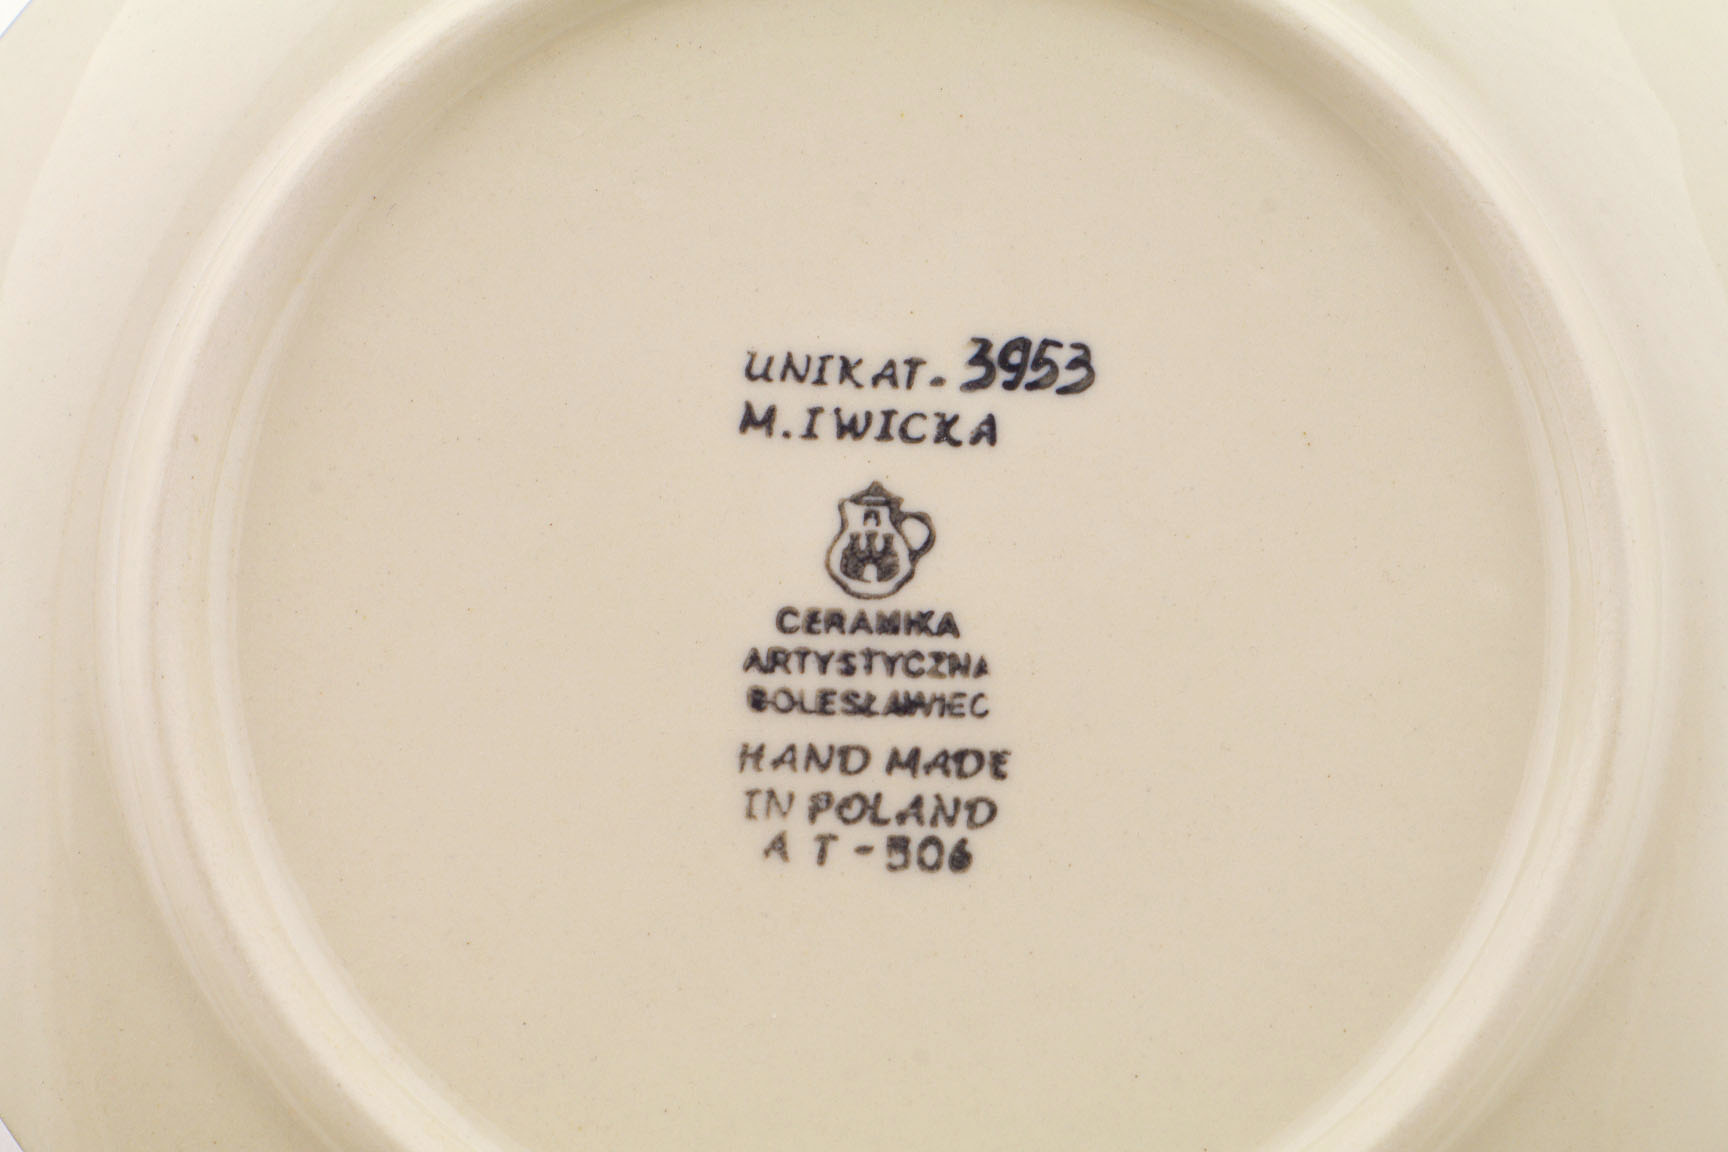 UNIKAT. 3953
M. IWICKA
CERAMIKA
ARTYSTYCZNA
BOLESŁAWIEC
HAND MADE
IN POLAND
A T - 506